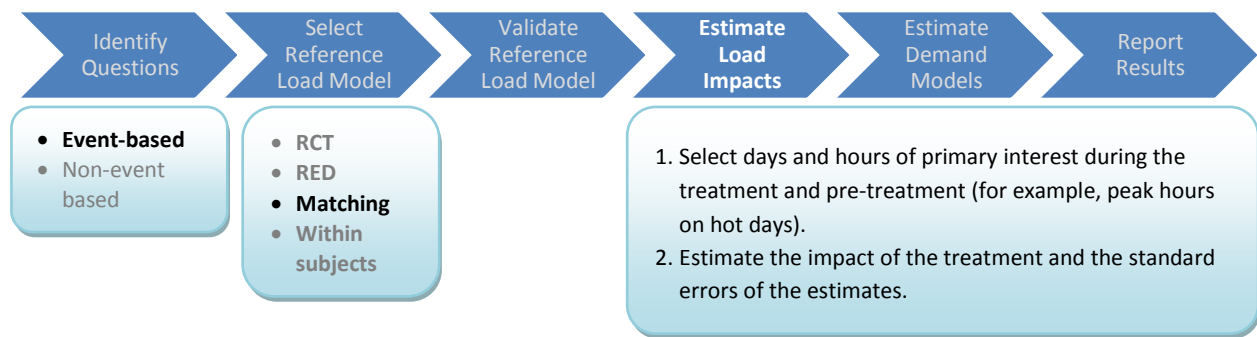 Identify
Questions
Select
Reference
Load Model
Validate
Reference
Load Model
Estimate
Load
Impacts
Estimate
Demand
Models
Report
Results
• Event-based
• Non-event
based
• RCT
• RED
• Matching
• Within
subjects
1. Select days and hours of primary interest during the
treatment and pre-treatment (for example, peak hours
on hot days).
2. Estimate the impact of the treatment and the standard
errors of the estimates.